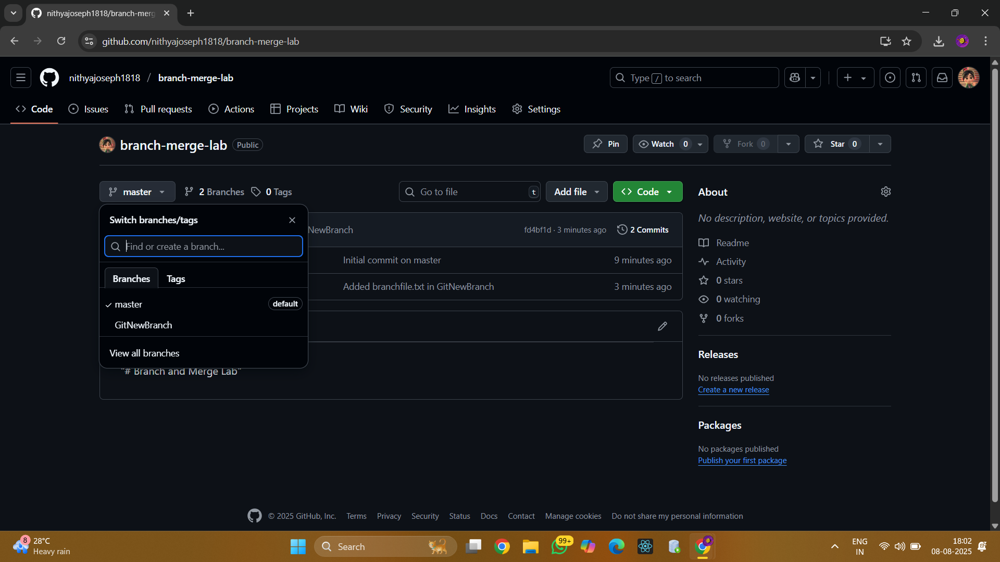 nithyajoseph1818/branch-merg
github.com/nithyajoseph1818/branch-merge-lab
nithyajoseph1818 / branch-merge-lab
Type / to search
Code Issues Pull requests Actions Projects Wiki Security Insights Settings
branch-merge-lab Public
Pin Watch 0 Fork 0 Star 0
master 2 Branches 0 Tags Go to file t Add file Code
About
No description, website, or topics provided.
Switch branches/tags
NewBranch fd4bf1d · 3 minutes ago 2 Commits
Find or create a branch...
Initial commit on master 9 minutes ago
Branches Tags
Added branchfile.txt in GitNewBranch 3 minutes ago
master default
GitNewBranch
View all branches
"# Branch and Merge Lab"
Readme
Activity
0 stars
0 watching
0 forks
Releases
No releases published
Create a new release
Packages
No packages published
Publish your first package
© 2025 GitHub, Inc. Terms Privacy Security Status Docs Contact Manage cookies Do not share my personal information
8
28°C
Heavy rain
Search
99+
ENG
IN
18:02
08-08-2025